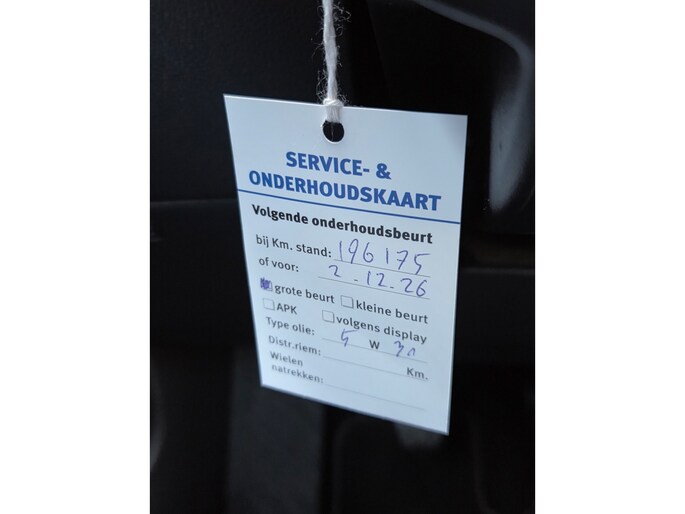 SERVICE- &
ONDERHOUDSKAART
Volgende onderhoudsbeurt
bij Km. stand: 196175
of voor: 2.12.26
grote beurt kleine beurt
APK volgens display
Type olie: 5 W 30
Distr.riem: Km.
Wielen
natrekken: